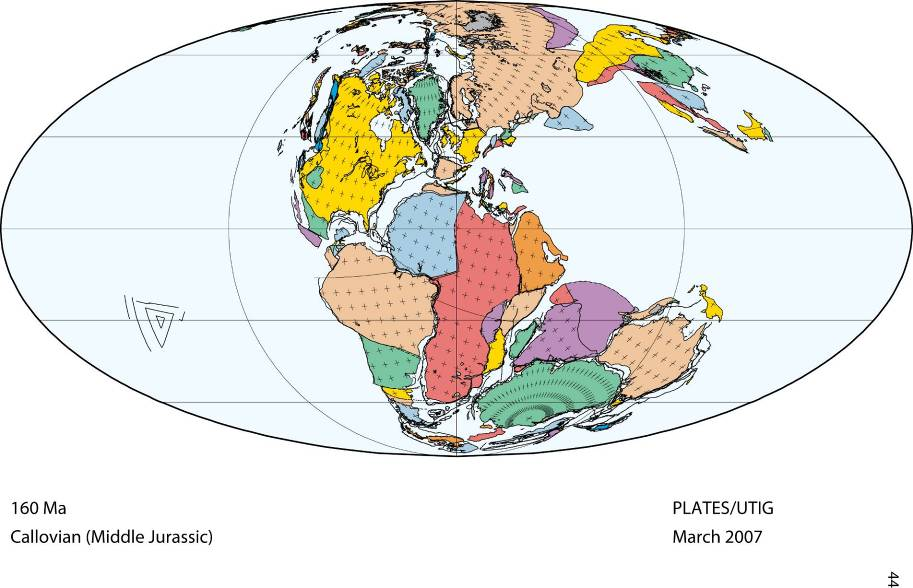 160 Ma
Callovian (Middle Jurassic)
PLATES/UTIG
March 2007
44